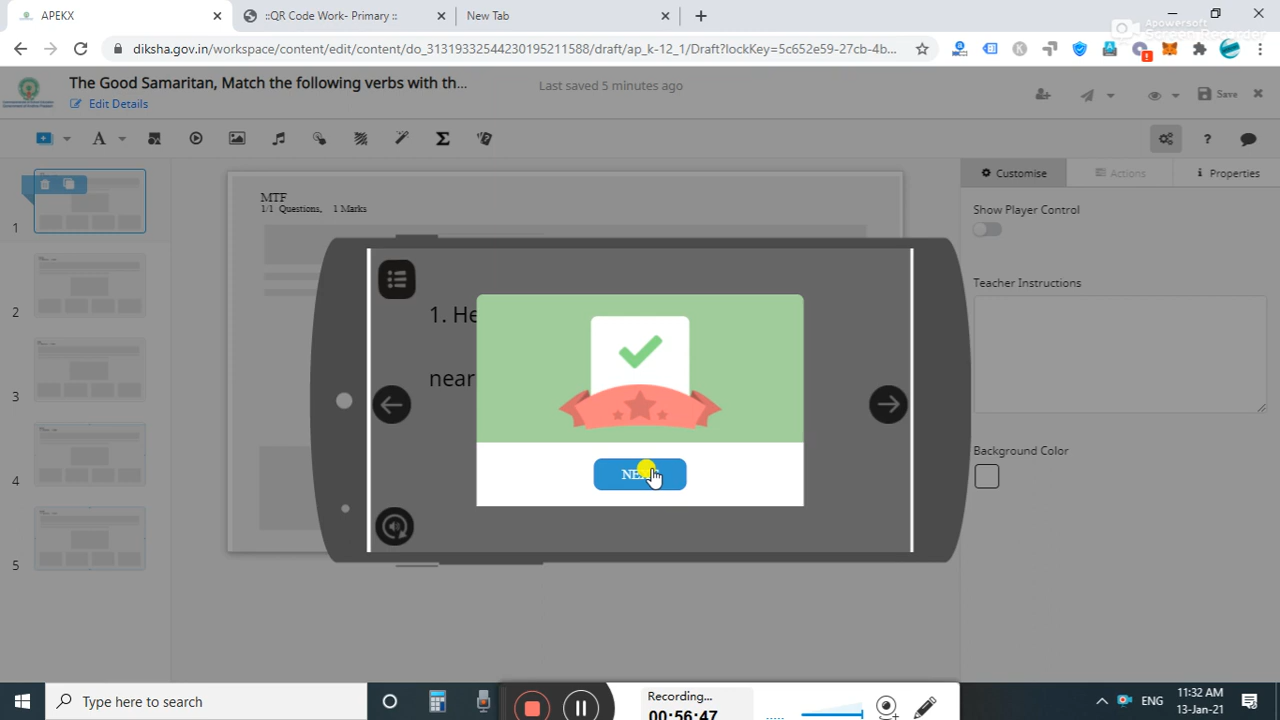 APEKX
::QR Code Work- Primary ::
New Tab
Apowersoft
Screen Recorder
diksha.gov.in/workspace/content/edit/content/do_31319332544230195211588/draft/ap_k-12_1/Draft?lockKey=5c652e59-27cb-4b...
The Good Samaritan, Match the following verbs with th...
Edit Details
Last saved 5 minutes ago
Save
Customise
Actions
Properties
MTF
1/1 Questions, 1 Marks
Show Player Control
Teacher Instructions
Background Color
1
2
3
4
5
1. He
near
Type here to search
Recording...
00:56:47
ENG
11:32 AM
13-Jan-21